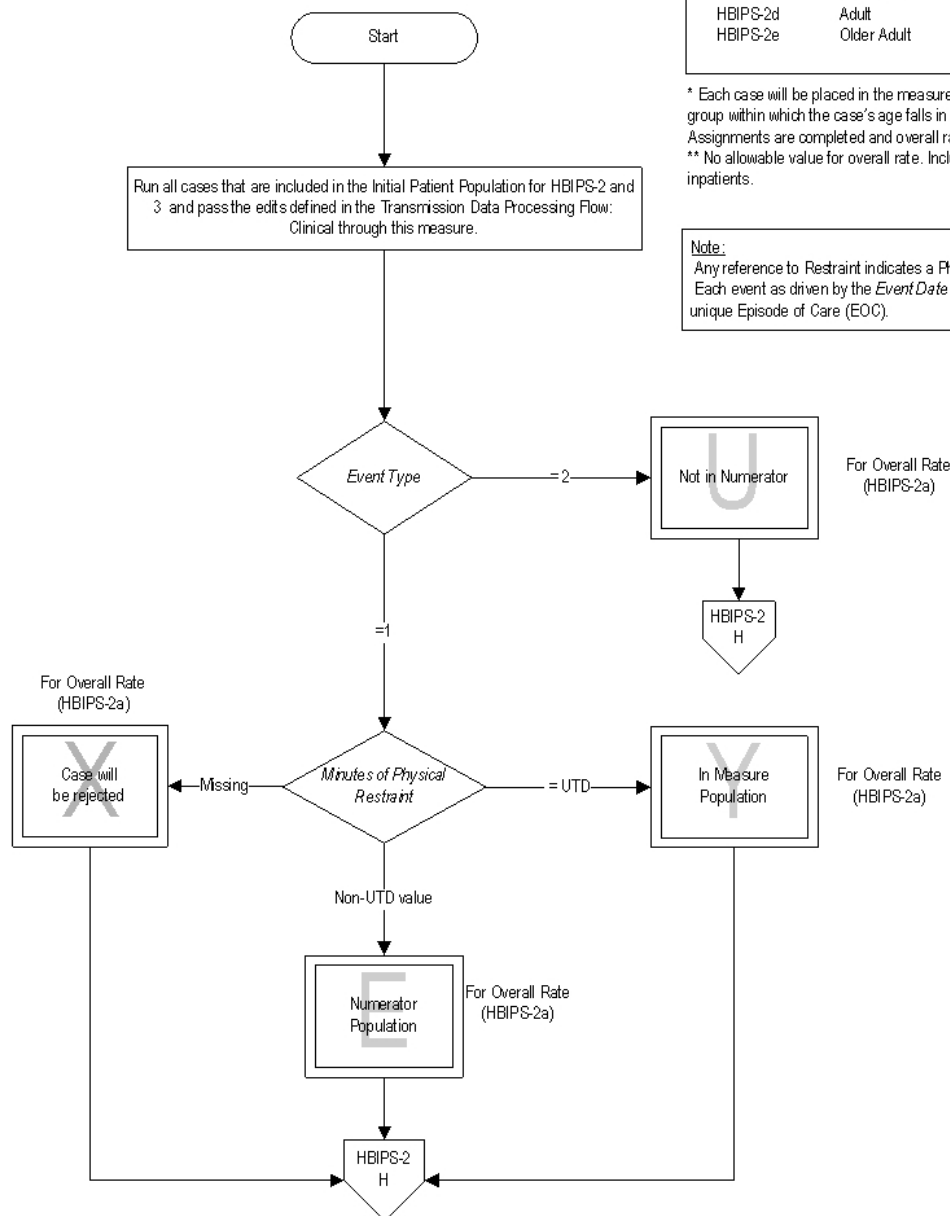 HBIPS-2d Adult
HBIPS-2e Older Adult
Start
* Each case will be placed in the measure
group within which the case's age falls in
Assignments are completed and overall ra
** No allowable value for overall rate. Incl
inpatients.
Run all cases that are included in the Initial Patient Population for HBIPS-2 and
3 and pass the edits defined in the Transmission Data Processing Flow:
Clinical through this measure.
Note:
Any reference to Restraint indicates a Ph
Each event as driven by the Event Date
unique Episode of Care (EOC).
Event Type
=2
U
Not in Numerator
For Overall Rate
(HBIPS-2a)
HBIPS-2
H
=1
For Overall Rate
(HBIPS-2a)
X
Case will
be rejected
Missing
Minutes of Physical
Restraint
= UTD
Y
In Measure
Population
For Overall Rate
(HBIPS-2a)
Non-UTD value
E
Numerator
Population
For Overall Rate
(HBIPS-2a)
HBIPS-2
H